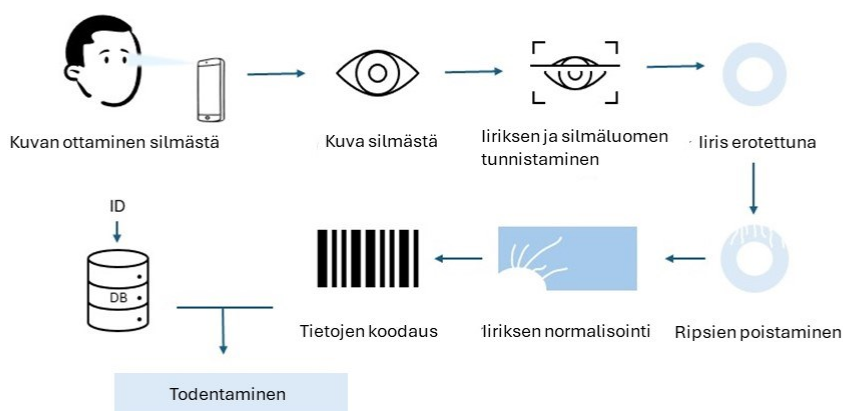 Kuvan ottaminen silmästä
Kuva silmästä
Iiriksen ja silmäluomen
tunnistaminen
Iiris erotettuna
ID
DB
Tietojen koodaus
Iiriksen normalisointi
Ripsien poistaminen
Todentaminen